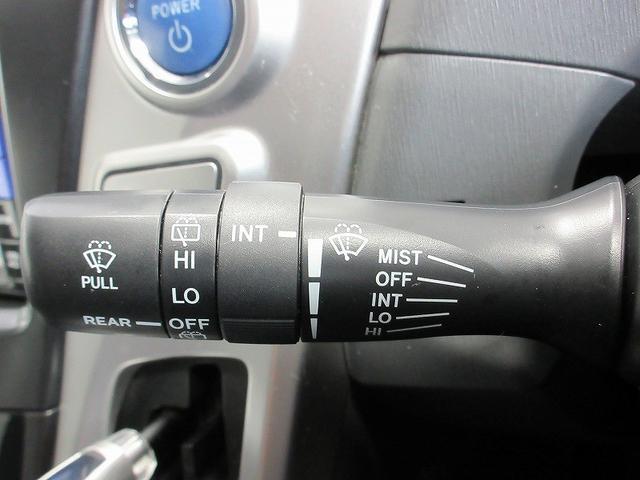 POWER
PULL
REAR
HI
LO
OFF
INT
MIST
OFF
INT
LO
HI